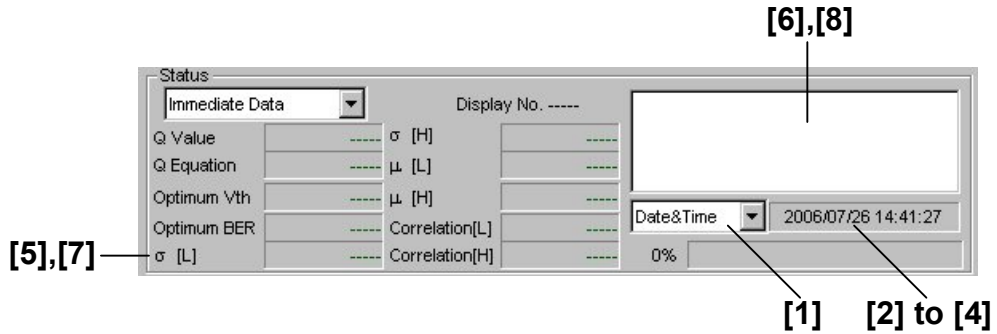 [6],[8]
Status
Immediate Data
Display No. -----
Q Value ----- σ [H] -----
Q Equation ----- μ [L] -----
Optimum Vth ----- μ [H] -----
Date&Time 2006/07/26 14:41:27
Optimum BER ----- Correlation[L] -----
[5],[7] σ [L] ----- Correlation[H] ----- 0%
[1] [2] to [4]